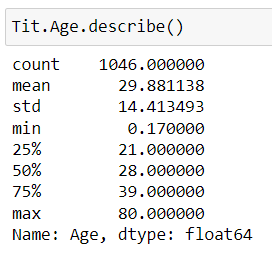 Tit.Age.describe()
count    1046.000000
mean       29.881138
std        14.413493
min         0.170000
25%        21.000000
50%        28.000000
75%        39.000000
max        80.000000
Name: Age, dtype: float64